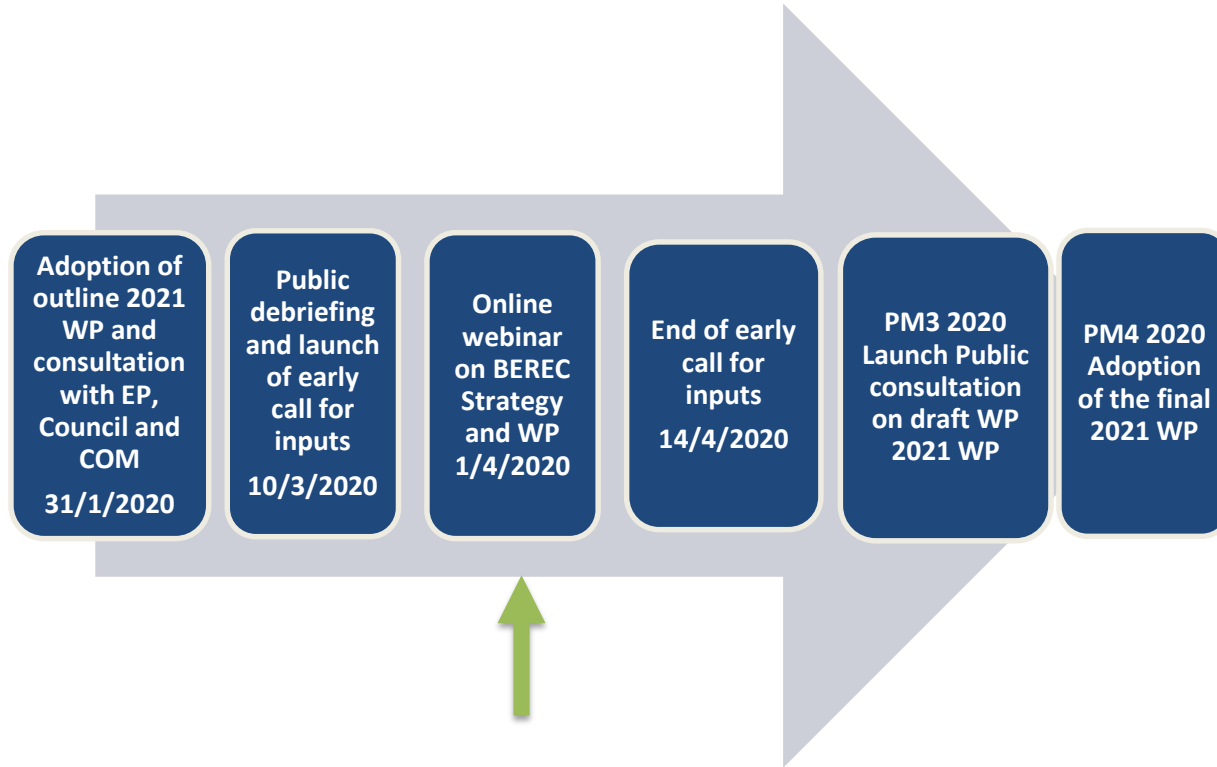 Adoption of
outline 2021
WP and
consultation
with EP,
Council and
COM
31/1/2020
Public
debriefing
and launch
of early
call for
inputs
10/3/2020
Online
webinar
on BEREC
Strategy
and WP
1/4/2020
End of early
call for
inputs
14/4/2020
PM3 2020
Launch Public
consultation
on draft WP
2021 WP
PM4 2020
Adoption
of the final
2021 WP